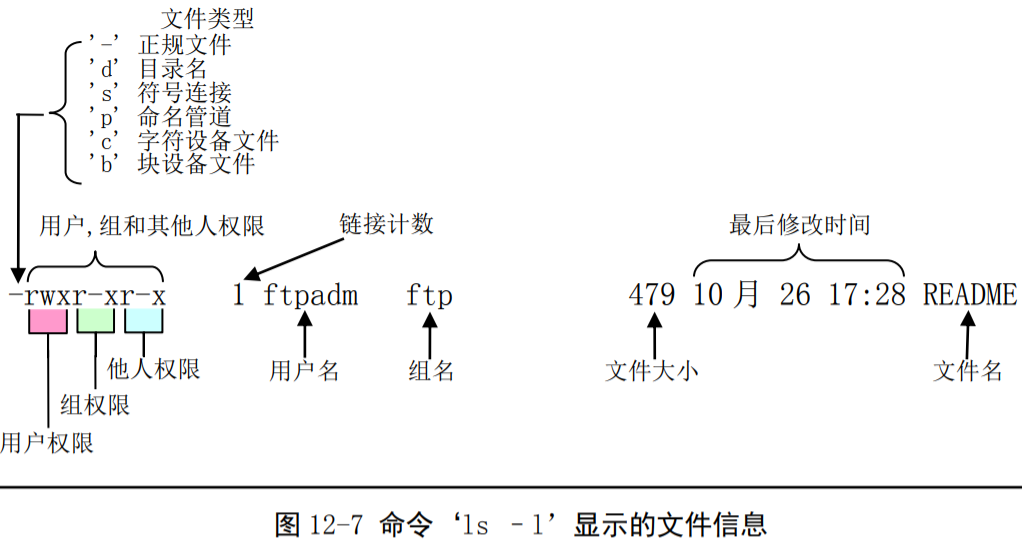 文件类型
'-' 正规文件
'd' 目录名
's' 符号连接
'p' 命名管道
'c' 字符设备文件
'b' 块设备文件
用户,组和其他人权限
链接计数
最后修改时间
-rwxr-xr-x 1 ftpadm ftp 479 10月 26 17:28 README
他人权限
用户名
组名
文件大小
文件名
组权限
用户权限
图 12-7 命令‘ls -l’显示的文件信息